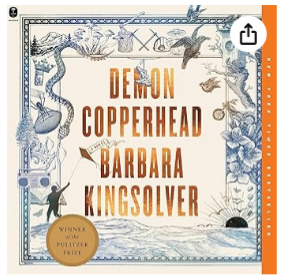 DEMON
COPPERHEAD
BARBARA
KINGSOLVER
WINNER
of the
PULITZER
PRIZE
NEW YORK TIMES BESTSELLER